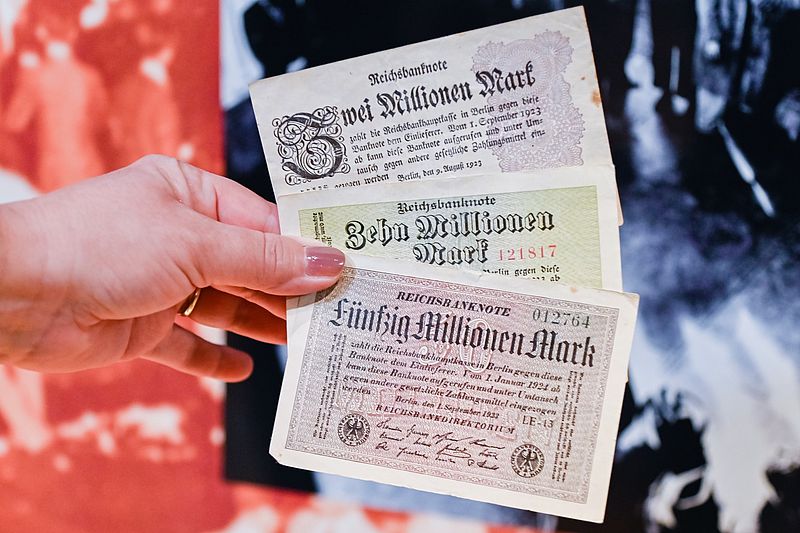 Reichsbanknote
Zwei Millionen Mark
zahlt die Reichsbankhauptkasse in Berlin gegen diese
Banknote dem Einlieferer. Vom 1. September 1923
ab kann diese Banknote aufgerufen und unter Um-
tausch gegen andere gesetzliche Zahlungsmittel ein-
gezogen werden Berlin, den 9. August 1923
Reichsbanknote
Zehn Millionen
Mark 121817
Berlin gegen diese
REICHSBANKNOTE 012764
Fünfzig Millionen Mark
zahlt die Reichsbankhauptkasse in Berlin gegen diese
Banknote dem Einlieferer. Vom 1. Januar 1924 ab
kann diese Banknote aufgerufen und unter Umtausch
gegen andere gesetzliche Zahlungsmittel eingezogen
werden
Berlin, den 1. September 1923 LE-13
REICHSBANKDIREKTORIUM